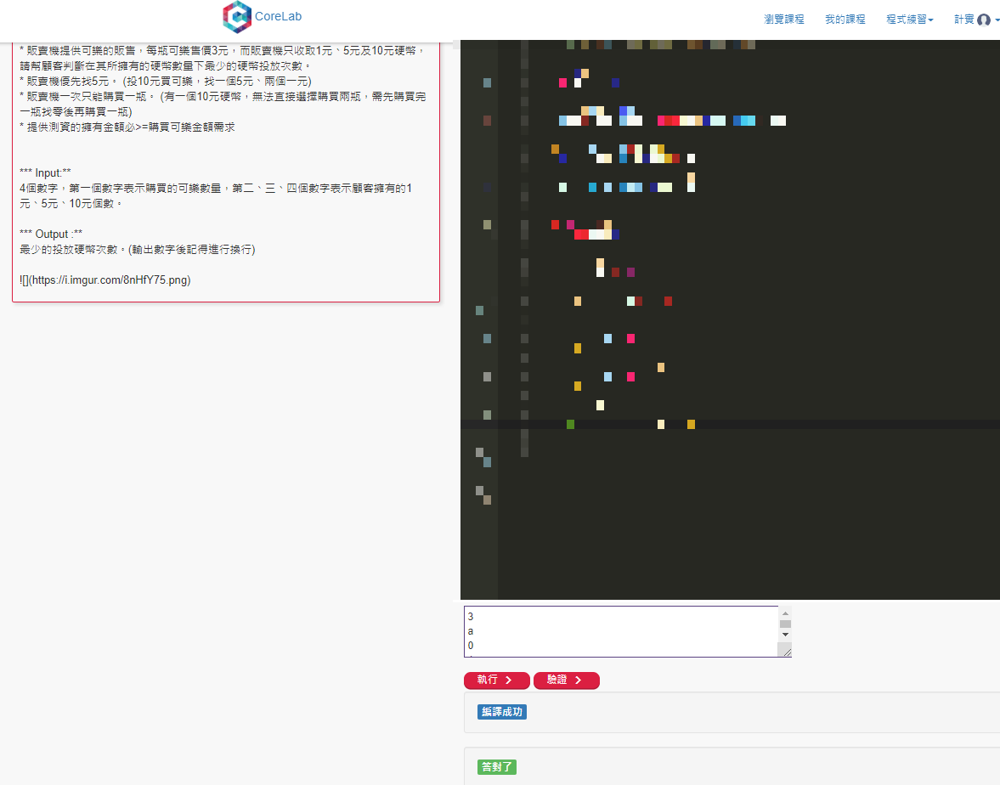 CoreLab
瀏覽課程
我的課程
程式練習
計實
* 販賣機提供可樂的販售，每瓶可樂售價3元，而販賣機只收取1元、5元及10元硬幣，
請幫顧客判斷在其所擁有的硬幣數量下最少的硬幣投放次數。
* 販賣機優先找5元。 (投10元買可樂，找一個5元、兩個一元)
* 販賣機一次只能購買一瓶。 (有一個10元硬幣，無法直接選擇購買兩瓶，需先購買完
一瓶找零後再購買一瓶)
* 提供測資的擁有金額必>=購買可樂金額需求
*** Input:**
4個數字，第一個數字表示購買的可樂數量，第二、三、四個數字表示顧客擁有的1
元、5元、10元個數。
*** Output :**
最少的投放硬幣次數。(輸出數字後記得進行換行)
![](https://i.imgur.com/8nHfY75.png)
3
a
0
執行
驗證
編譯成功
答對了